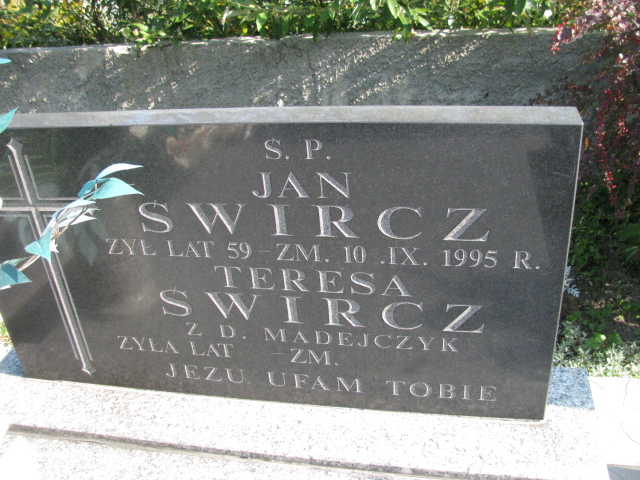 Ś. P.
JAN
ŚWIRCZ
ŻYŁ LAT 59 – ZM. 10 .IX. 1995 R.
TERESA
ŚWIRCZ
Z D. MADEJCZYK
ŻYŁA LAT – ZM.
JEZU UFAM TOBIE